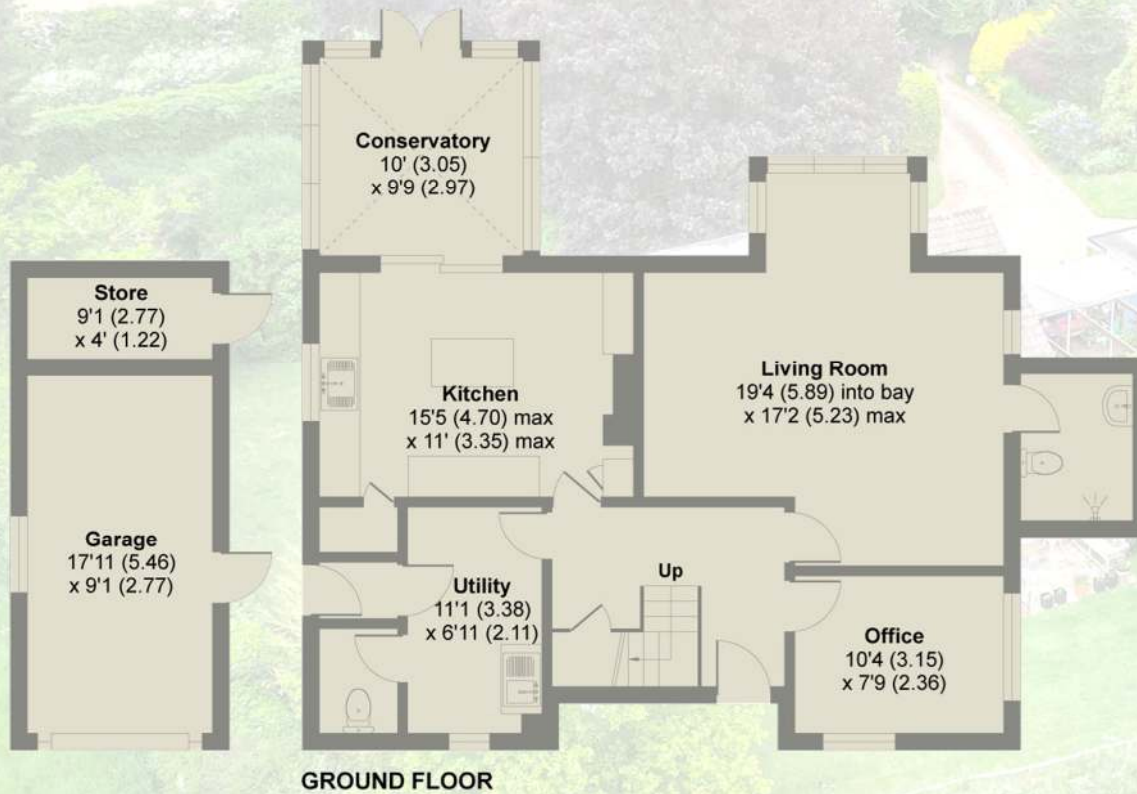 Conservatory
10' (3.05)
x 9'9 (2.97)
Store
9'1 (2.77)
x 4' (1.22)
Living Room
19'4 (5.89) into bay
x 17'2 (5.23) max
Kitchen
15'5 (4.70) max
x 11' (3.35) max
Garage
17'11 (5.46)
x 9'1 (2.77)
Utility
11'1 (3.38)
x 6'11 (2.11)
Up
Office
10'4 (3.15)
x 7'9 (2.36)
GROUND FLOOR